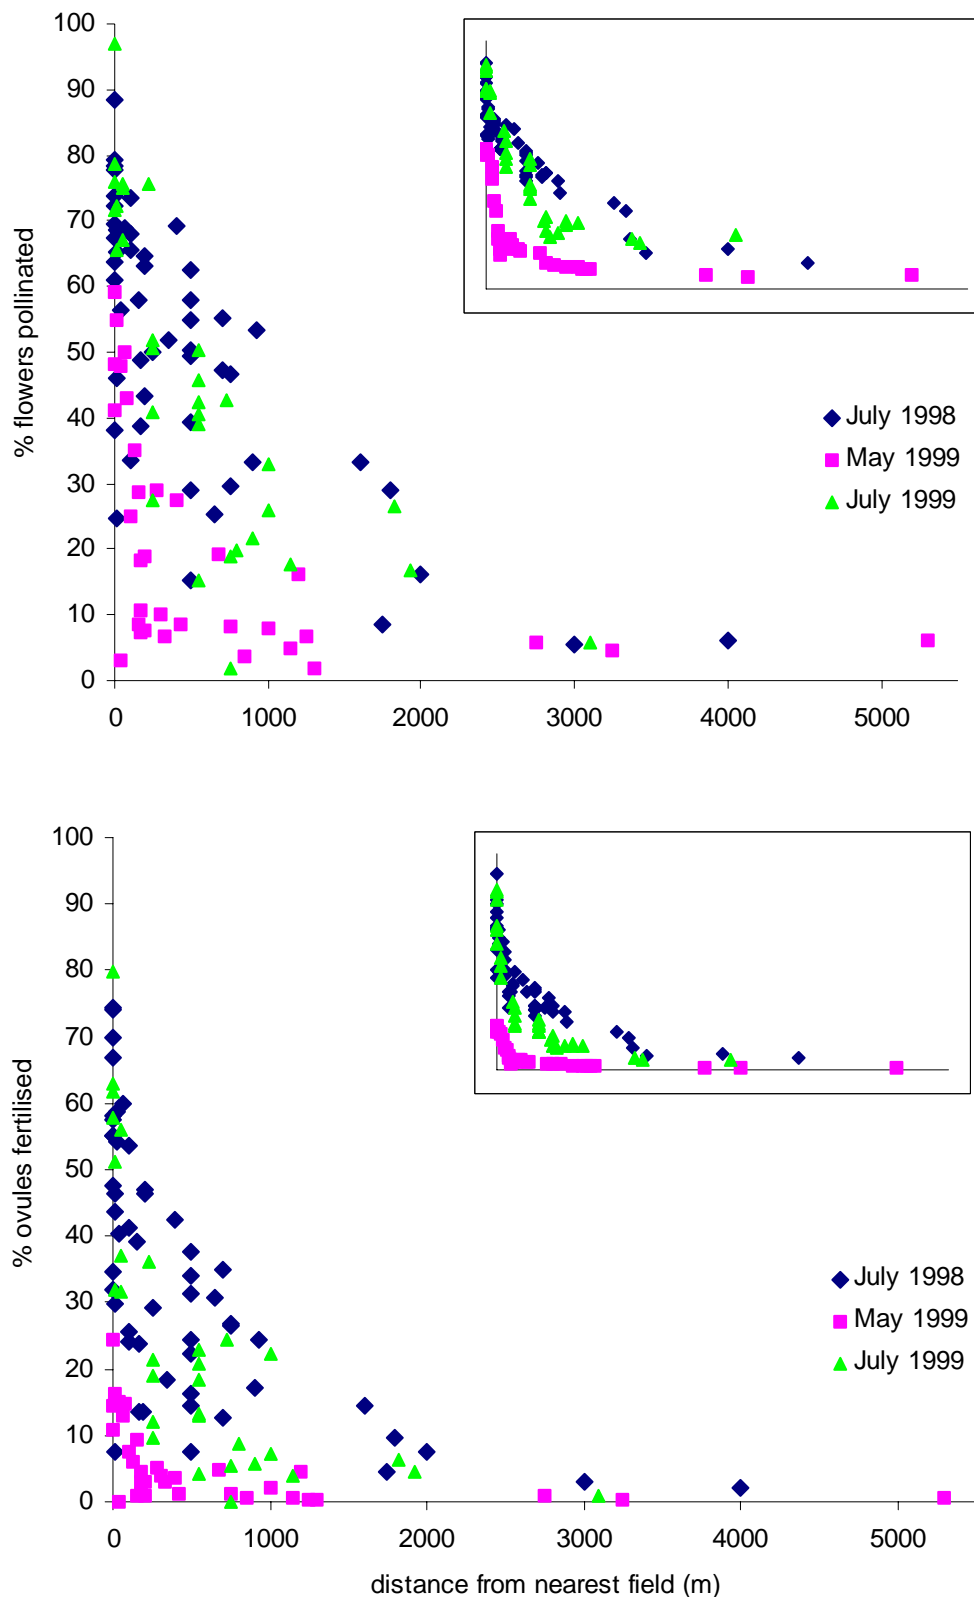 100
90
80
70
60
50
40
30
20
10
0
% flowers pollinated
July 1998
May 1999
July 1999
0 1000 2000 3000 4000 5000
100
90
80
70
60
50
40
30
20
10
0
% ovules fertilised
July 1998
May 1999
July 1999
0 1000 2000 3000 4000 5000
distance from nearest field (m)